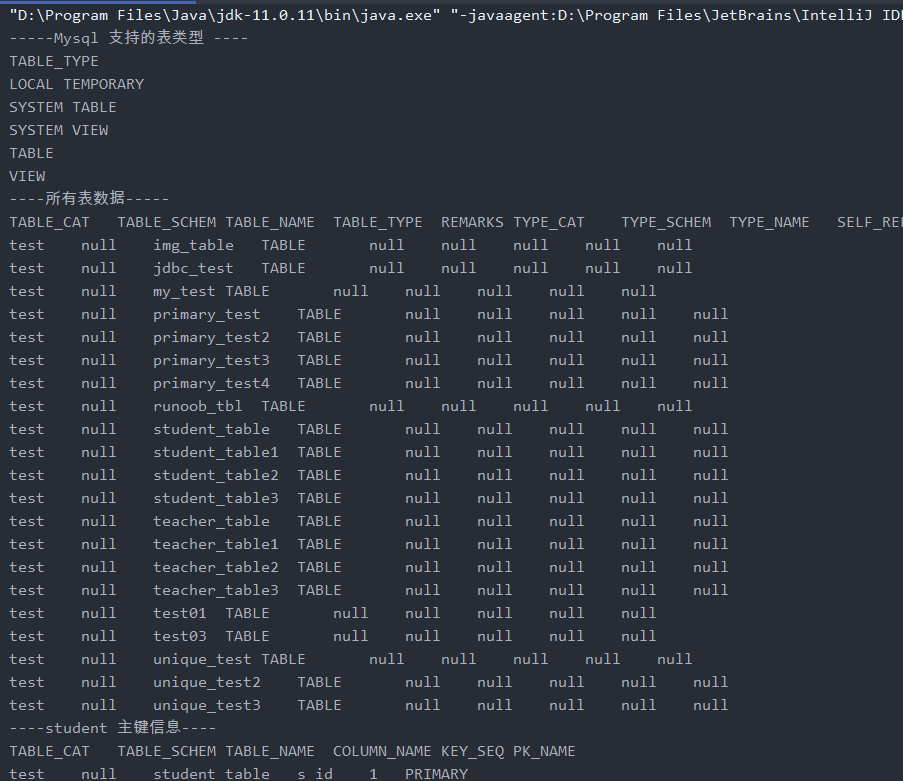 "D:\Program Files\Java\jdk-11.0.11\bin\java.exe" "-javaagent:D:\Program Files\JetBrains\IntelliJ
-----Mysql 支持的表类型 ----
TABLE_TYPE
LOCAL TEMPORARY
SYSTEM TABLE
SYSTEM VIEW
TABLE
VIEW
----所有表数据-----
TABLE_CAT TABLE_SCHEM TABLE_NAME TABLE_TYPE REMARKS TYPE_CAT TYPE_SCHEM TYPE_NAME
test null img_table TABLE null null null null null
test null jdbc_test TABLE null null null null null
test null my_test TABLE null null null null null
test null primary_test TABLE null null null null null
test null primary_test2 TABLE null null null null null
test null primary_test3 TABLE null null null null null
test null primary_test4 TABLE null null null null null
test null runoob_tbl TABLE null null null null null
test null student_table TABLE null null null null null
test null student_table1 TABLE null null null null null
test null student_table2 TABLE null null null null null
test null student_table3 TABLE null null null null null
test null teacher_table TABLE null null null null null
test null teacher_table1 TABLE null null null null null
test null teacher_table2 TABLE null null null null null
test null teacher_table3 TABLE null null null null null
test null test01 TABLE null null null null null
test null test03 TABLE null null null null null
test null unique_test TABLE null null null null null
test null unique_test2 TABLE null null null null null
test null unique_test3 TABLE null null null null null
----student 主键信息----
TABLE_CAT TABLE_SCHEM TABLE_NAME COLUMN_NAME KEY_SEQ PK_NAME
test null student_table s_id 1 PRIMARY